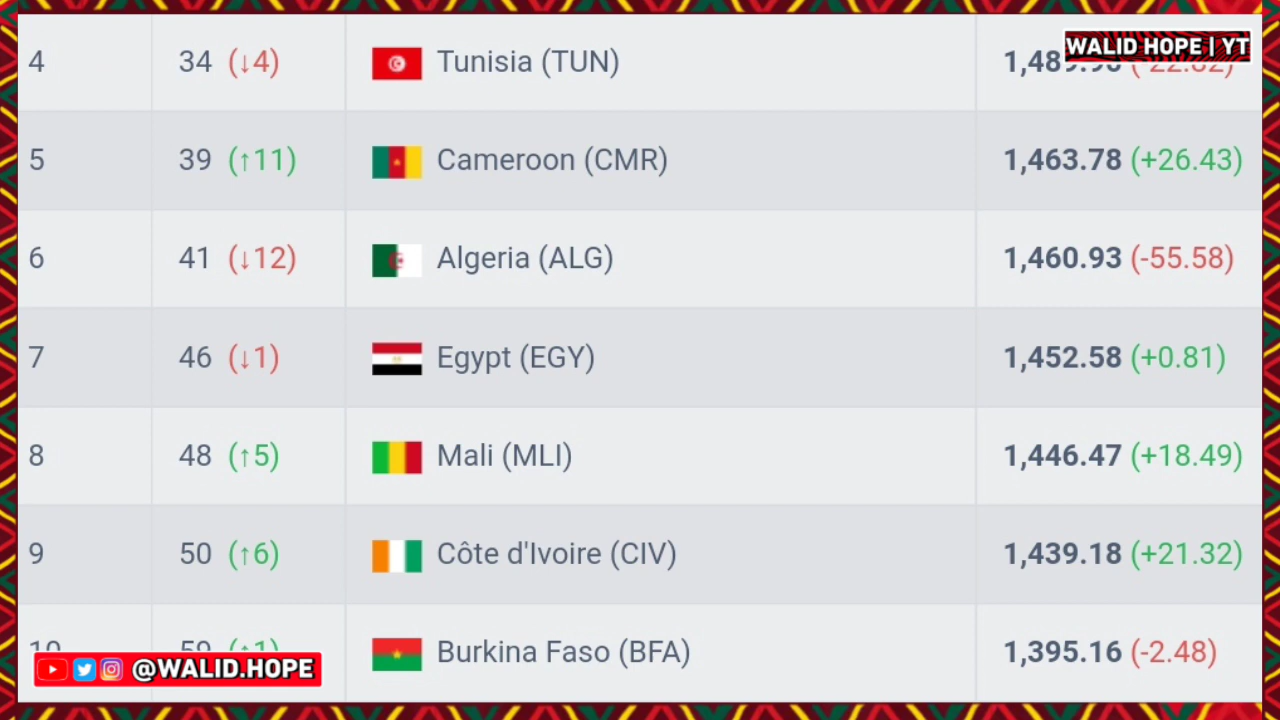 4 34 (↓4) Tunisia (TUN)
WALID HOPE | YT
5 39 (↑11) Cameroon (CMR) 1,463.78 (+26.43)
6 41 (↓12) Algeria (ALG) 1,460.93 (-55.58)
7 46 (↓1) Egypt (EGY) 1,452.58 (+0.81)
8 48 (↑5) Mali (MLI) 1,446.47 (+18.49)
9 50 (↑6) Côte d'Ivoire (CIV) 1,439.18 (+21.32)
Burkina Faso (BFA) 1,395.16 (-2.48)
@WALID.HOPE